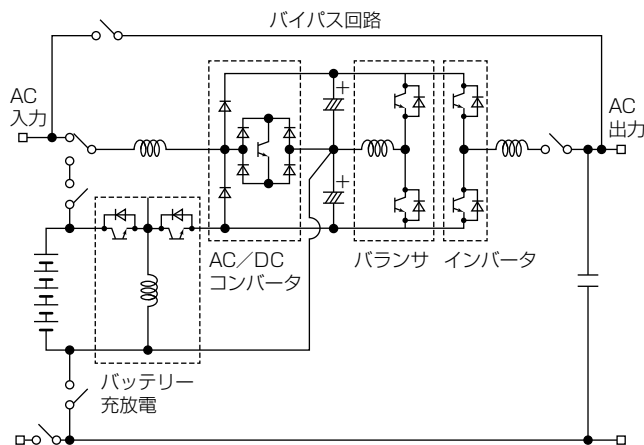 バイパス回路
AC
入力
AC
出力
+
+
AC／DC
コンバータ
バランサ
インバータ
バッテリー
充放電